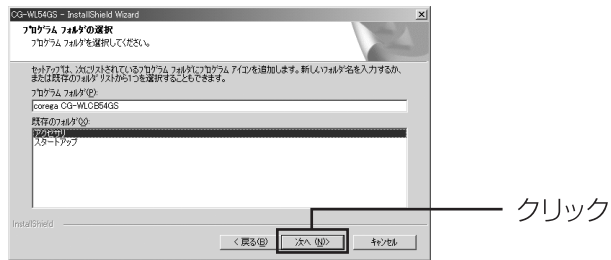 CG-WL54GS - InstallShield Wizard
プログラム フォルダの選択
プログラム フォルダを選択してください。
セットアップは、次にリストされているプログラム フォルダにプログラム アイコンを追加します。新しいフォルダ名を入力するか、
または既存のフォルダ リストから1つを選択することもできます。
プログラム フォルダ(P):
corega CG-WLCB54GS
既存のフォルダ(X):
アクセサリ
スタートアップ
InstallShield
< 戻る(B)
次へ (N)>
キャンセル
クリック